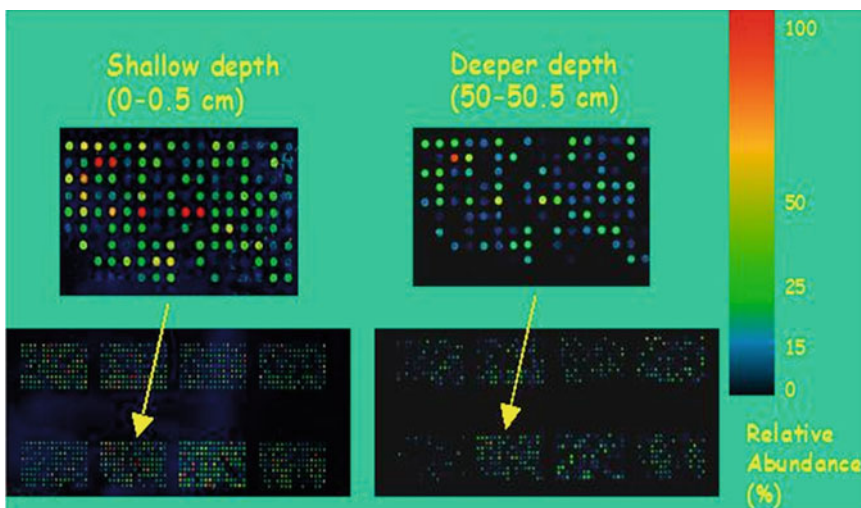 Shallow depth
(0-0.5 cm)
Deeper depth
(50-50.5 cm)
100
50
25
15
0
Relative
Abundance
(%)